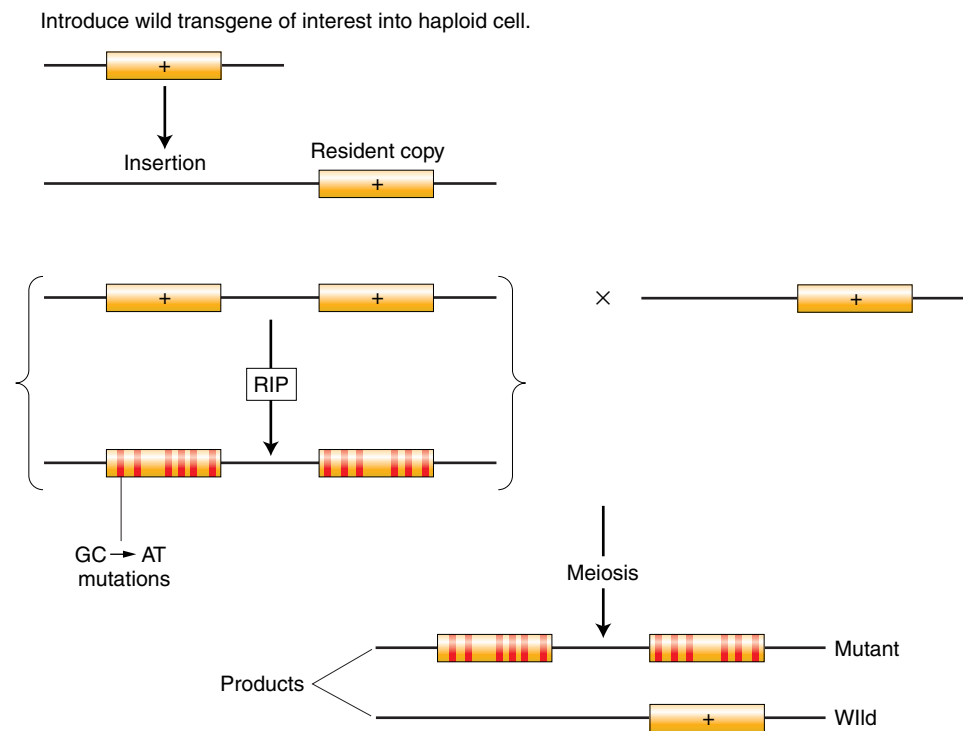 Introduce wild transgene of interest into haploid cell.
+
Insertion
Resident copy
+
+
+
×
+
RIP
GC → AT
mutations
Meiosis
Mutant
Products
+
WIld